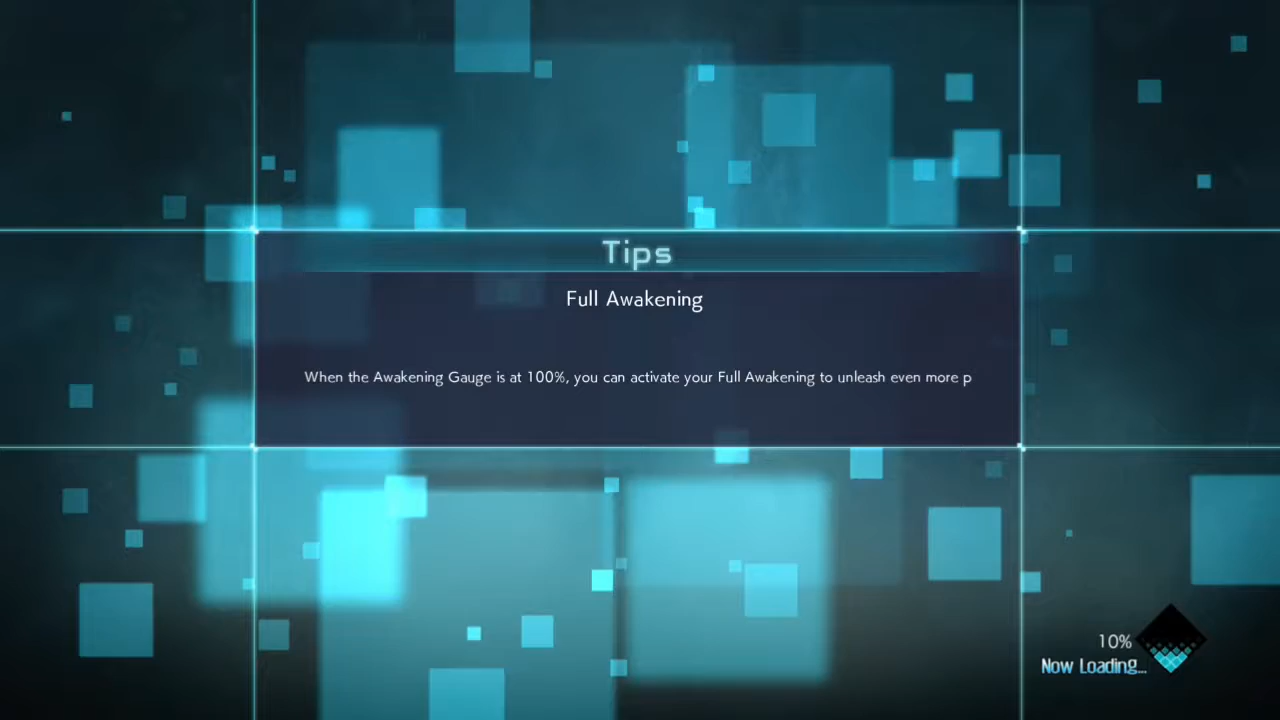 Tips
Full Awakening
When the Awakening Gauge is at 100%, you can activate your Full Awakening to unleash even more p
10%
Now Loading...